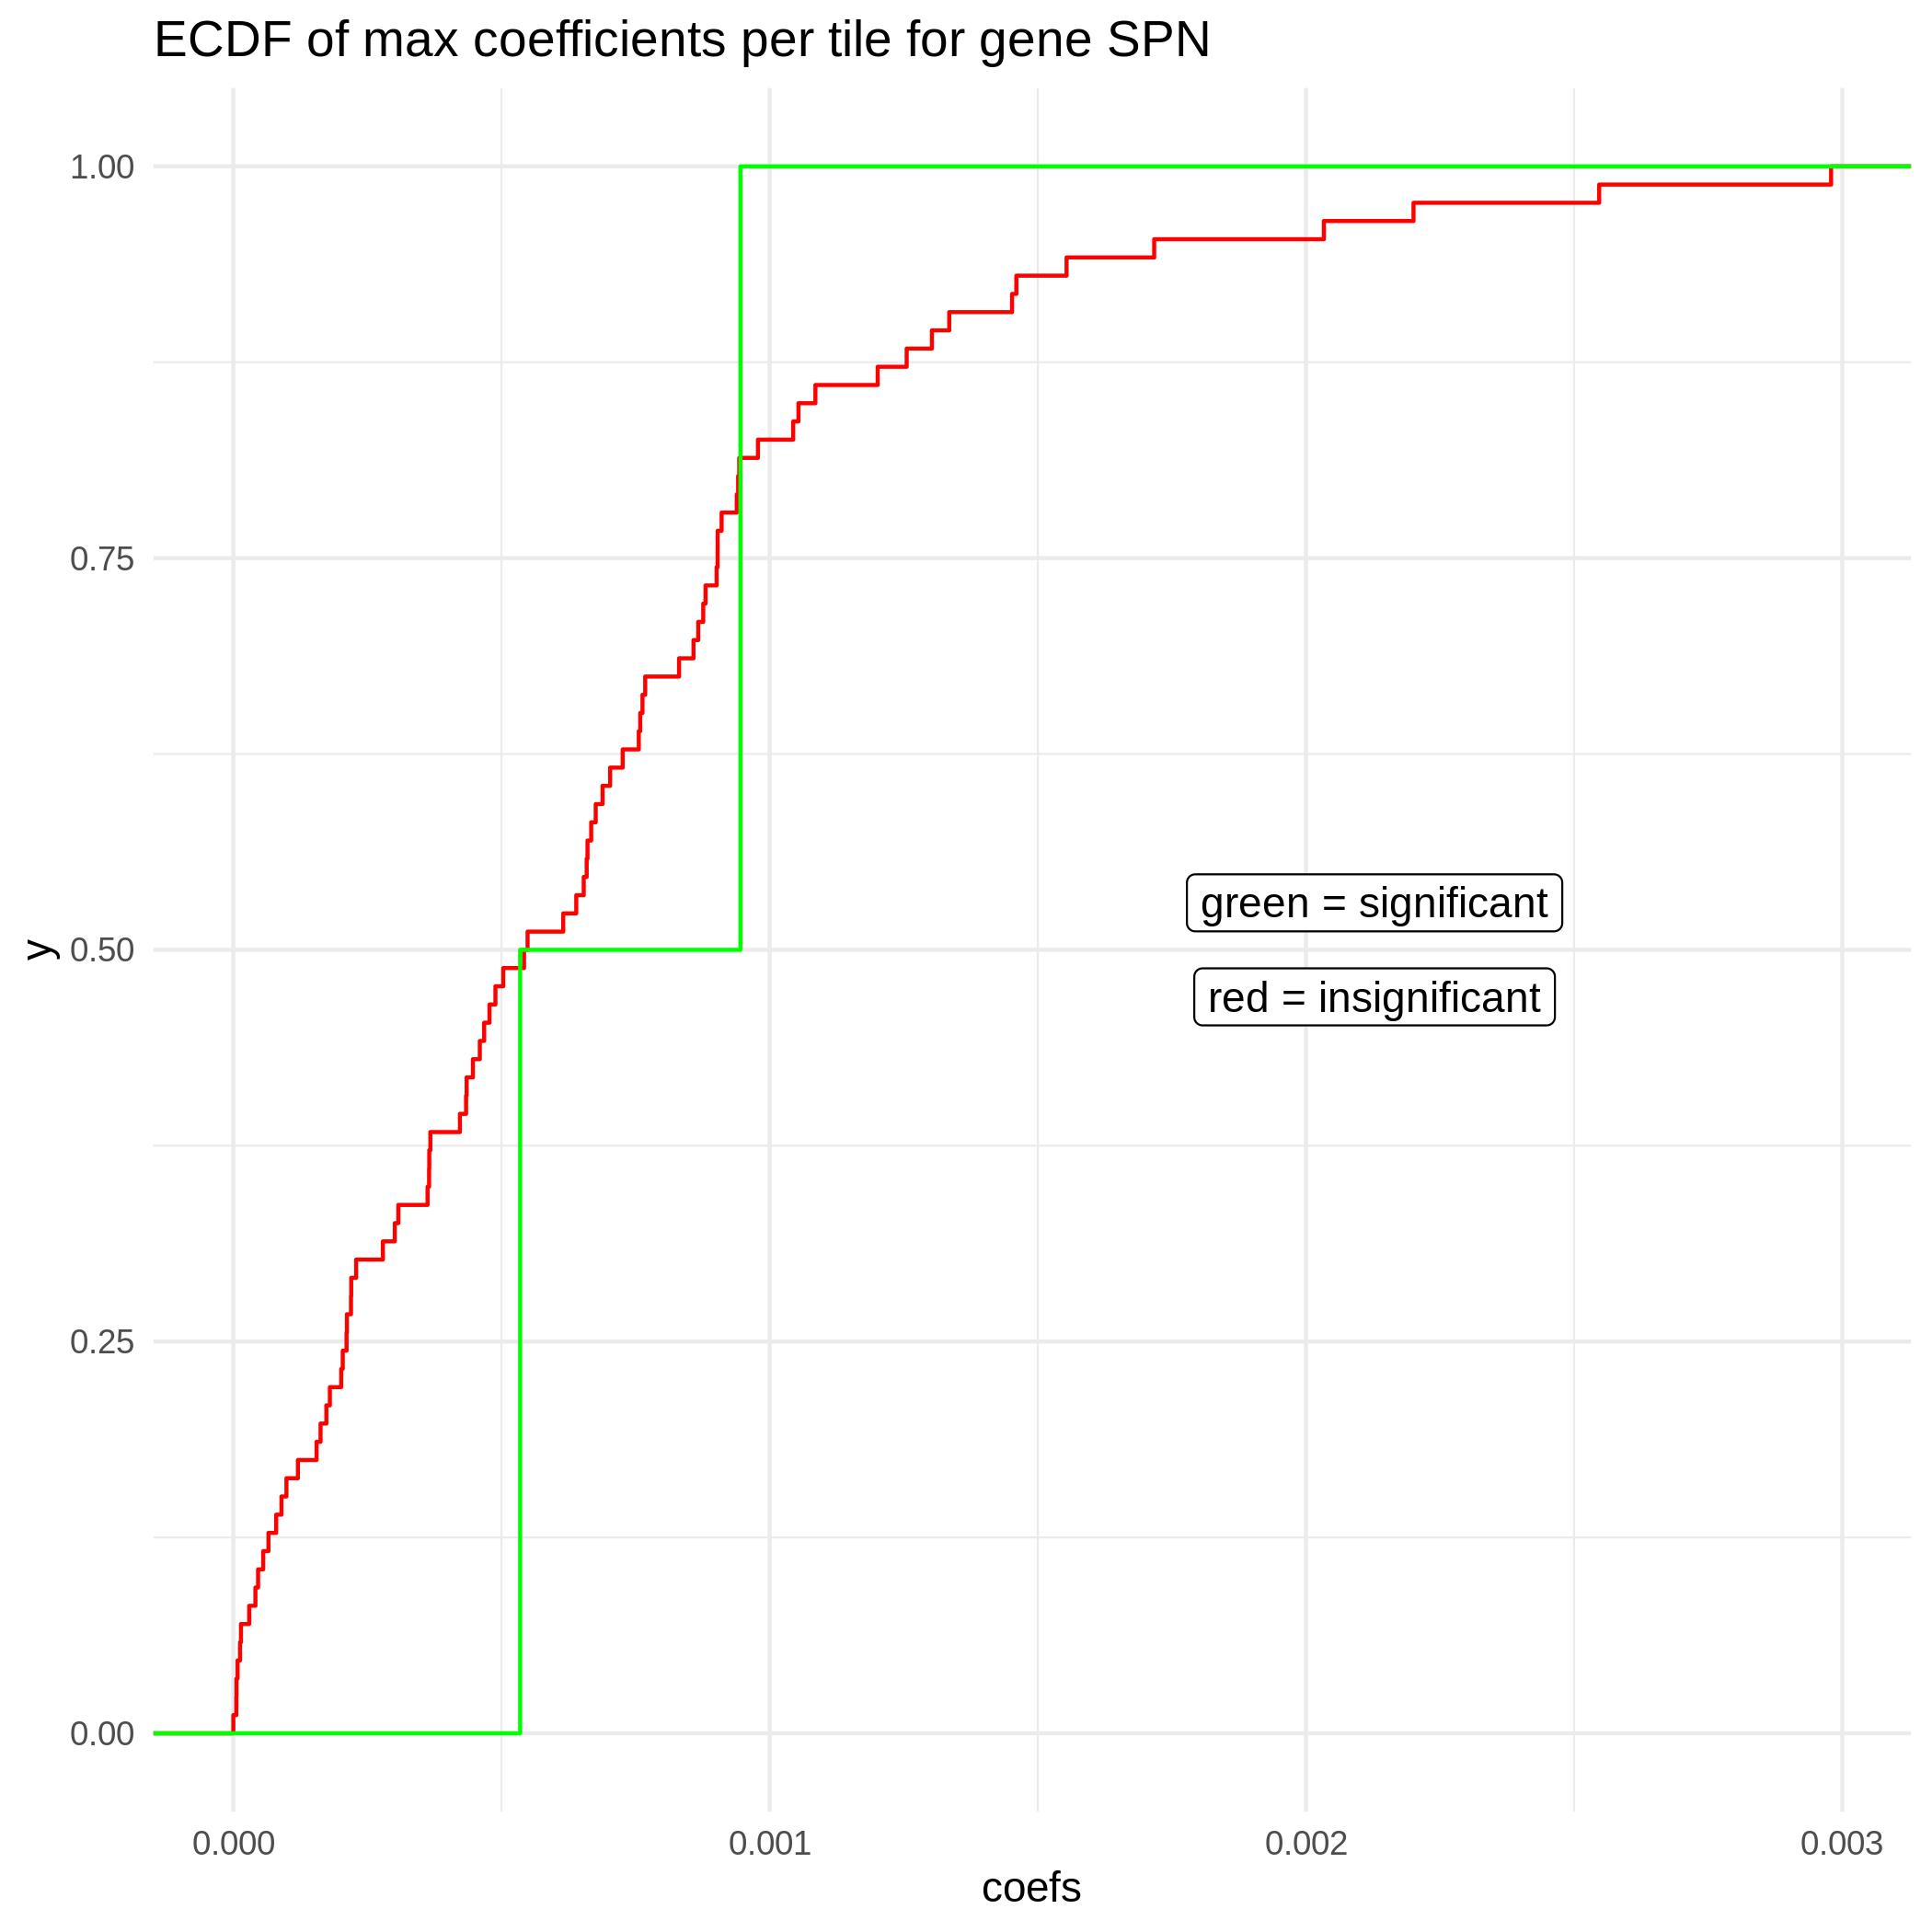 ECDF of max coefficients per tile for gene SPN
1.00
0.75
0.50
0.25
0.00
y
green = significant
red = insignificant
0.000 0.001 0.002 0.003
coefs